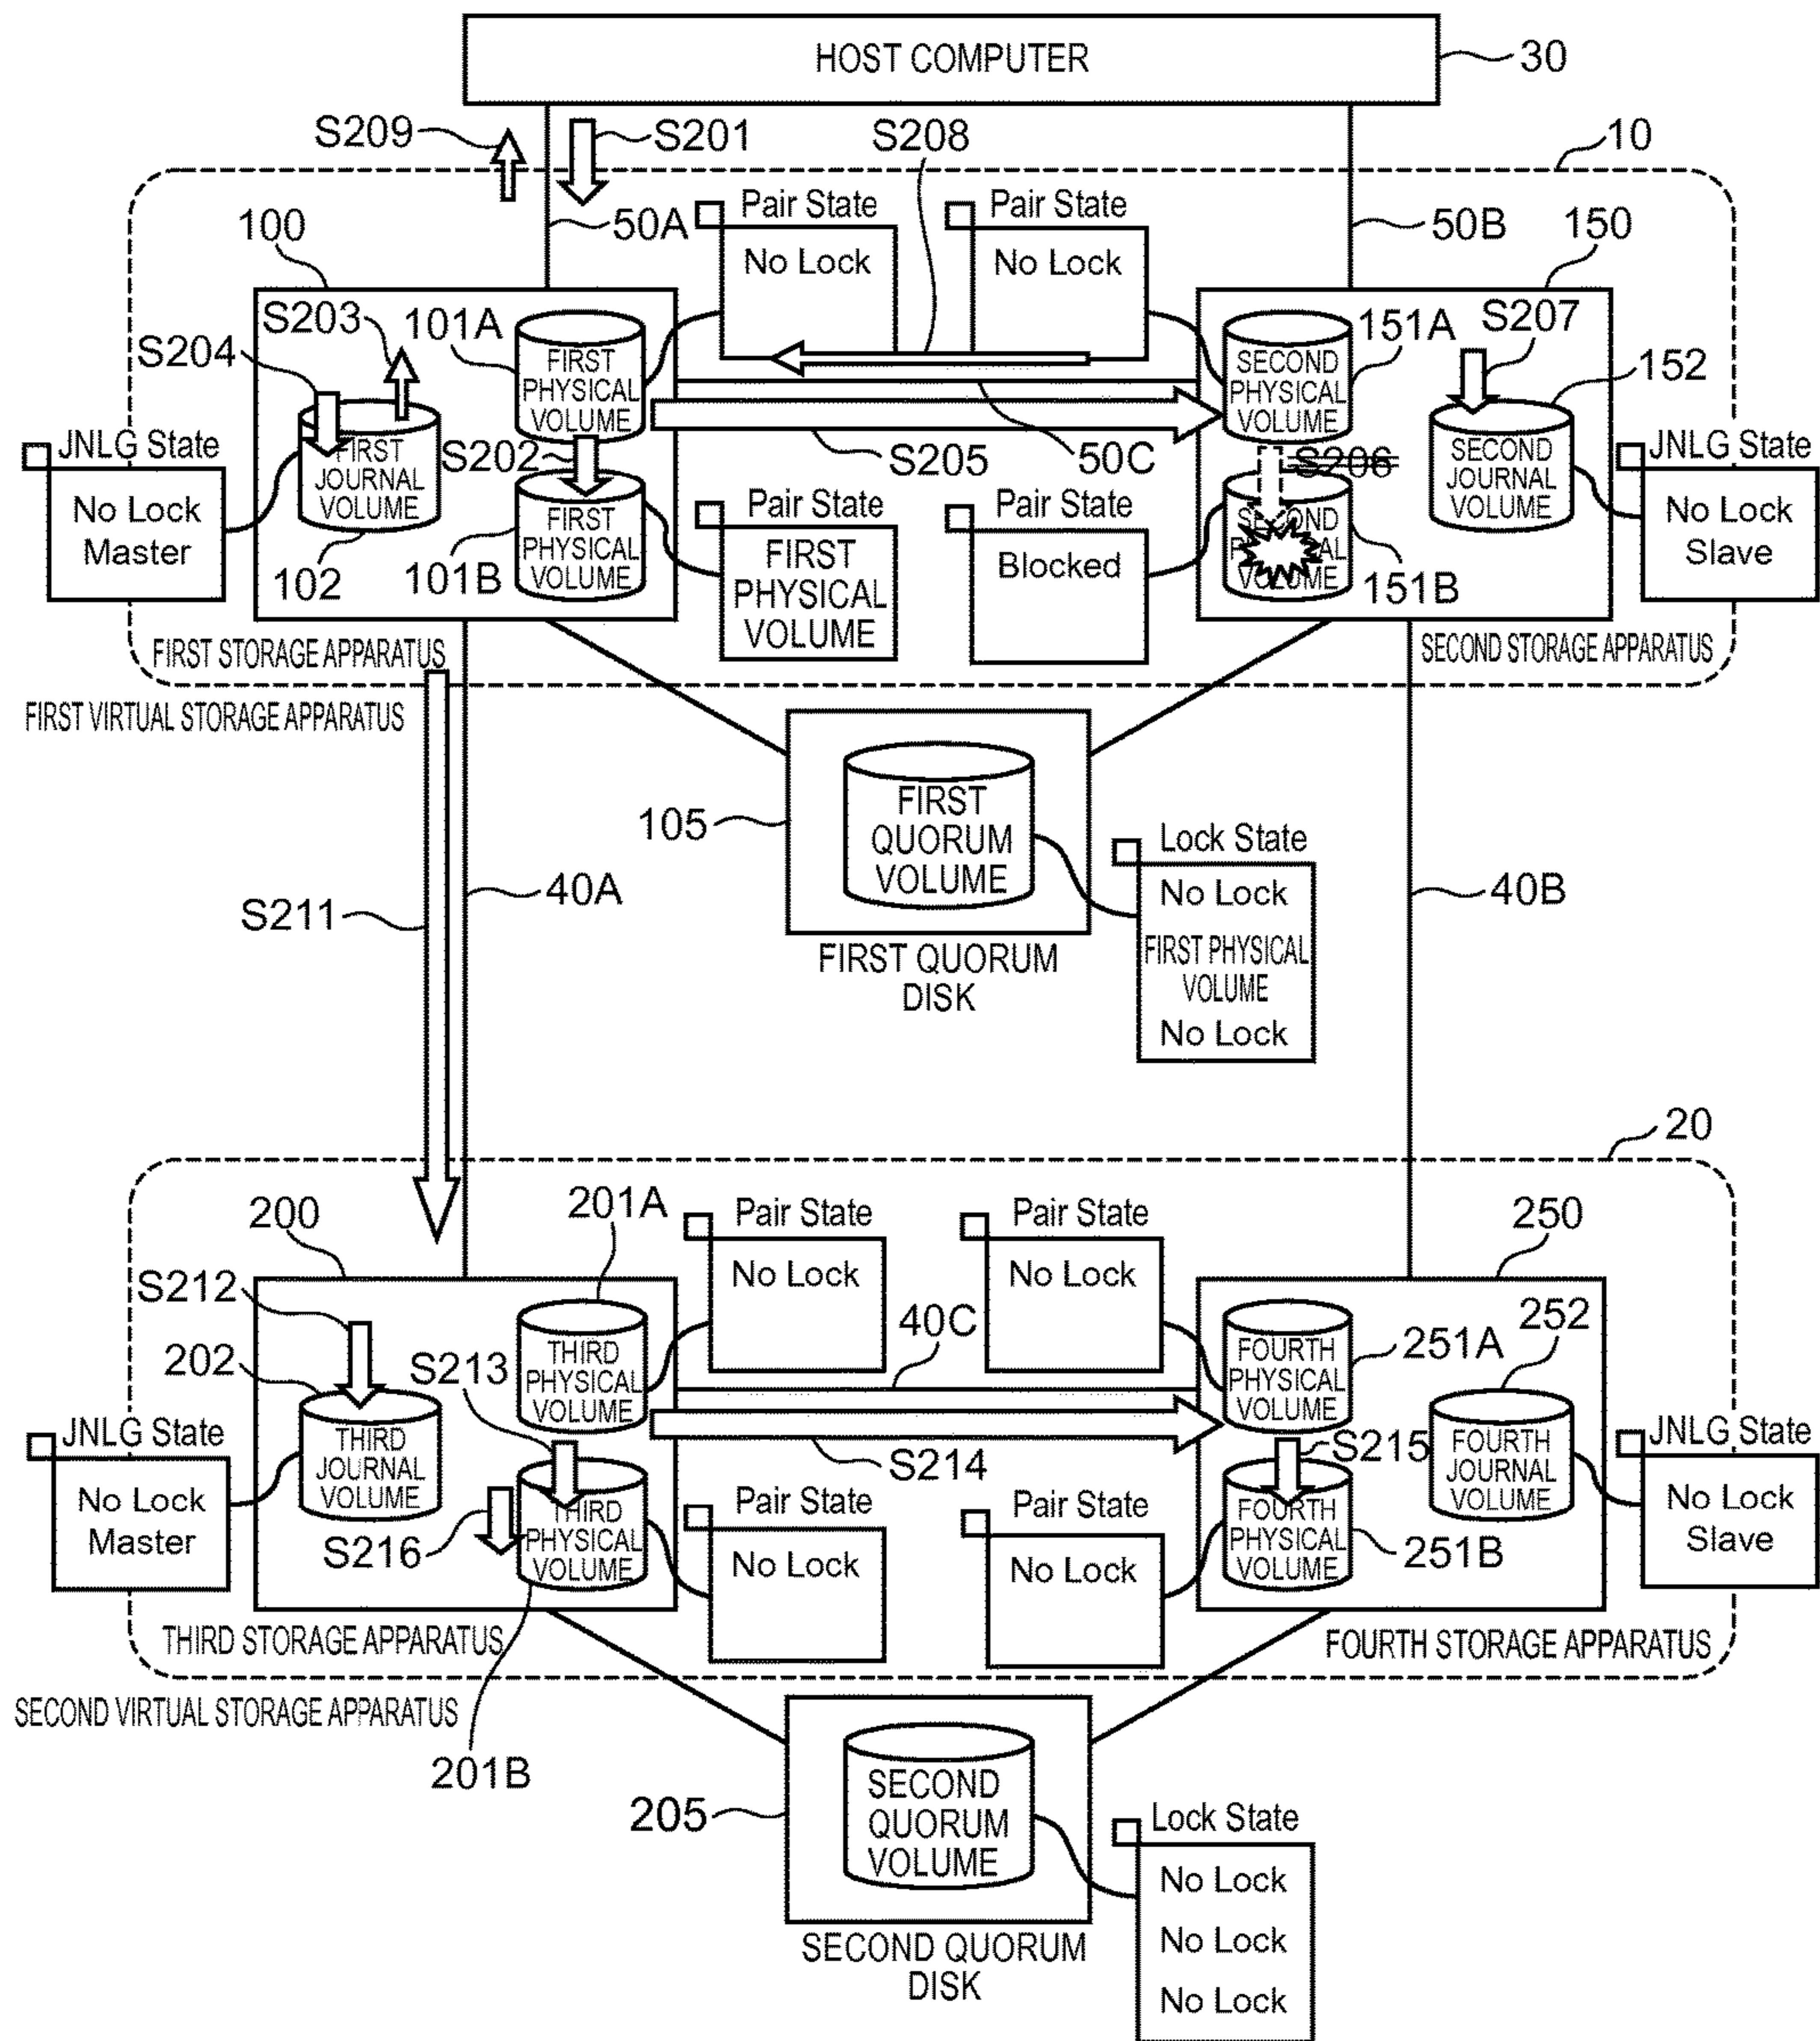 HOST COMPUTER
30
S209
S201
S208
10
Pair State
No Lock
Pair State
No Lock
50A
50B
100
150
S203
S204
101A
FIRST
PHYSICAL
VOLUME
SECOND
PHYSICAL
VOLUME
151A
S207
152
JNLG State
No Lock
Master
FIRST
JOURNAL
VOLUME
102
S202
S205
50C
S206
SECOND
JOURNAL
VOLUME
JNLG State
No Lock
Slave
101B
FIRST
PHYSICAL
VOLUME
Pair State
FIRST
PHYSICAL
VOLUME
Pair State
Blocked
SECOND
VOLUME
151B
FIRST STORAGE APPARATUS
SECOND STORAGE APPARATUS
FIRST VIRTUAL STORAGE APPARATUS
105
FIRST
QUORUM
VOLUME
FIRST QUORUM
DISK
Lock State
No Lock
FIRST PHYSICAL
VOLUME
No Lock
S211
40A
40B
20
200
201A
Pair State
No Lock
Pair State
No Lock
250
S212
202
S213
THIRD
PHYSICAL
VOLUME
40C
FOURTH
PHYSICAL
VOLUME
251A
252
JNLG State
No Lock
Master
THIRD
JOURNAL
VOLUME
S214
S215
FOURTH
JOURNAL
VOLUME
JNLG State
No Lock
Slave
S216
THIRD
PHYSICAL
VOLUME
Pair State
No Lock
Pair State
No Lock
FOURTH
PHYSICAL
VOLUME
251B
THIRD STORAGE APPARATUS
FOURTH STORAGE APPARATUS
SECOND VIRTUAL STORAGE APPARATUS
201B
205
SECOND
QUORUM
VOLUME
SECOND QUORUM
DISK
Lock State
No Lock
No Lock
No Lock